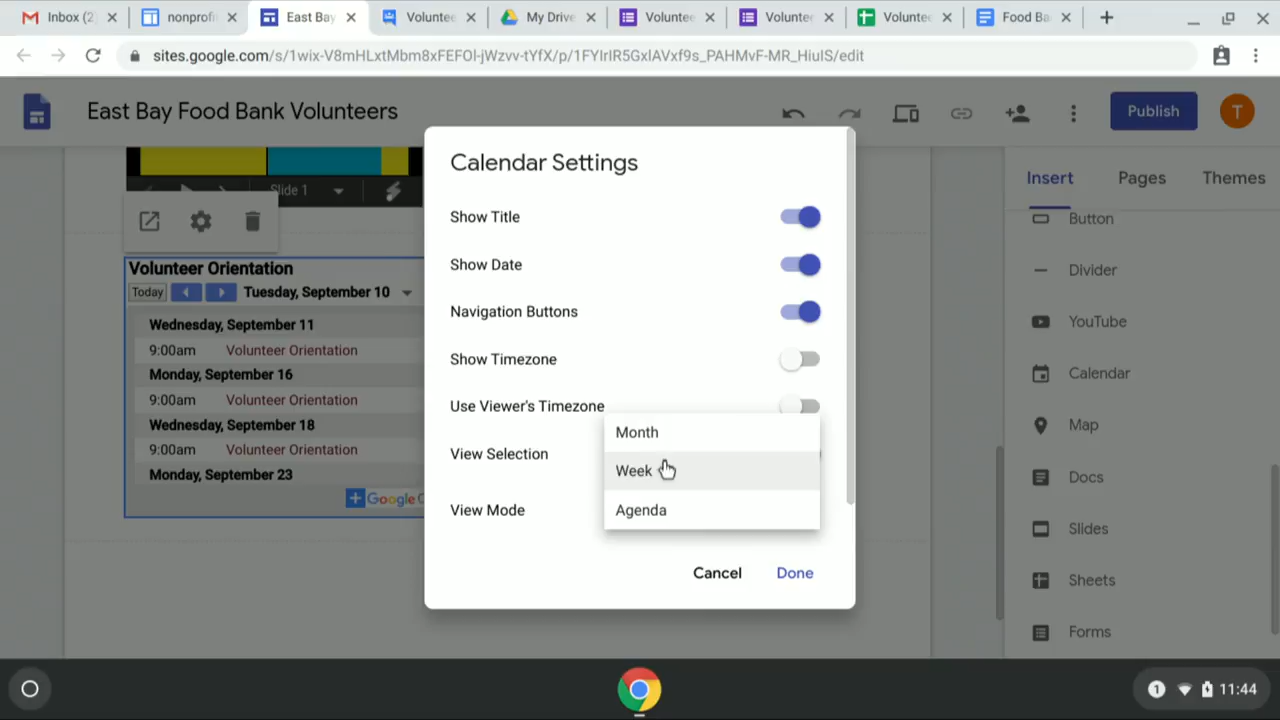 Inbox (2
nonprofi
East Bay
Voluntee
My Drive
Voluntee
Voluntee
Voluntee
Food Ba
sites.google.com/s/1wix-V8mHLxtMbm8xFEFOl-jWzvv-tYfX/p/1FYIrlR5GxIAVxf9s_PAHMvF-MR_HiuIS/edit
East Bay Food Bank Volunteers
Publish
T
Insert
Pages
Themes
Slide 1
Volunteer Orientation
Today
Tuesday, September 10
Wednesday, September 11
9:00am Volunteer Orientation
Monday, September 16
9:00am Volunteer Orientation
Wednesday, September 18
9:00am Volunteer Orientation
Monday, September 23
Google C
Calendar Settings
Show Title
Show Date
Navigation Buttons
Show Timezone
Use Viewer's Timezone
View Selection
View Mode
Month
Week
Agenda
Cancel
Done
Button
Divider
YouTube
Calendar
Map
Docs
Slides
Sheets
Forms
1
11:44